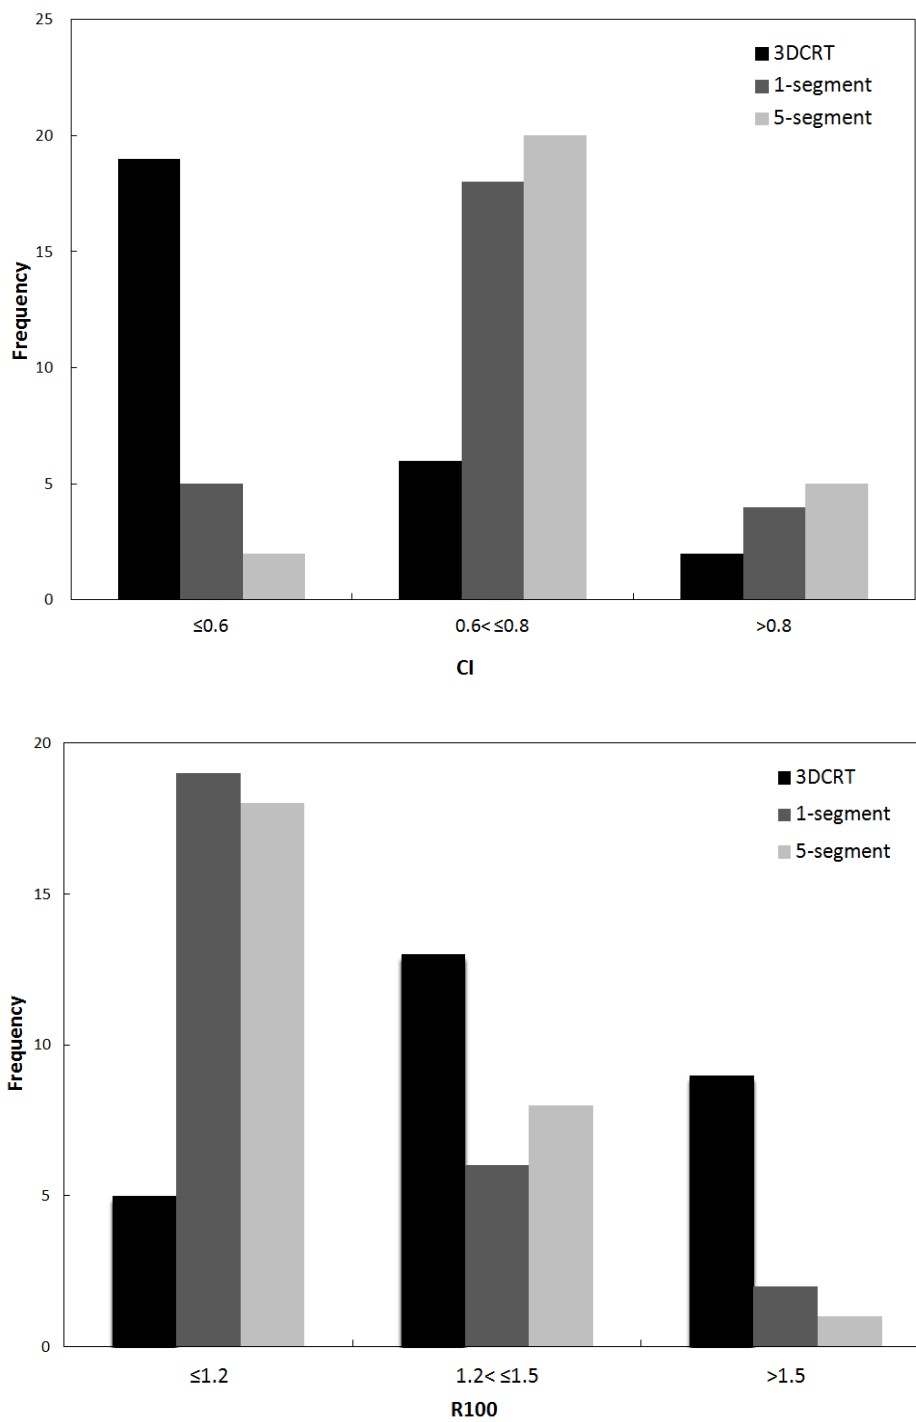 25
20
15
10
5
0
Frequency
3DCRT
1-segment
5-segment
≤0.6
0.6< ≤0.8
>0.8
CI
20
15
10
5
0
Frequency
3DCRT
1-segment
5-segment
≤1.2
1.2< ≤1.5
>1.5
R100